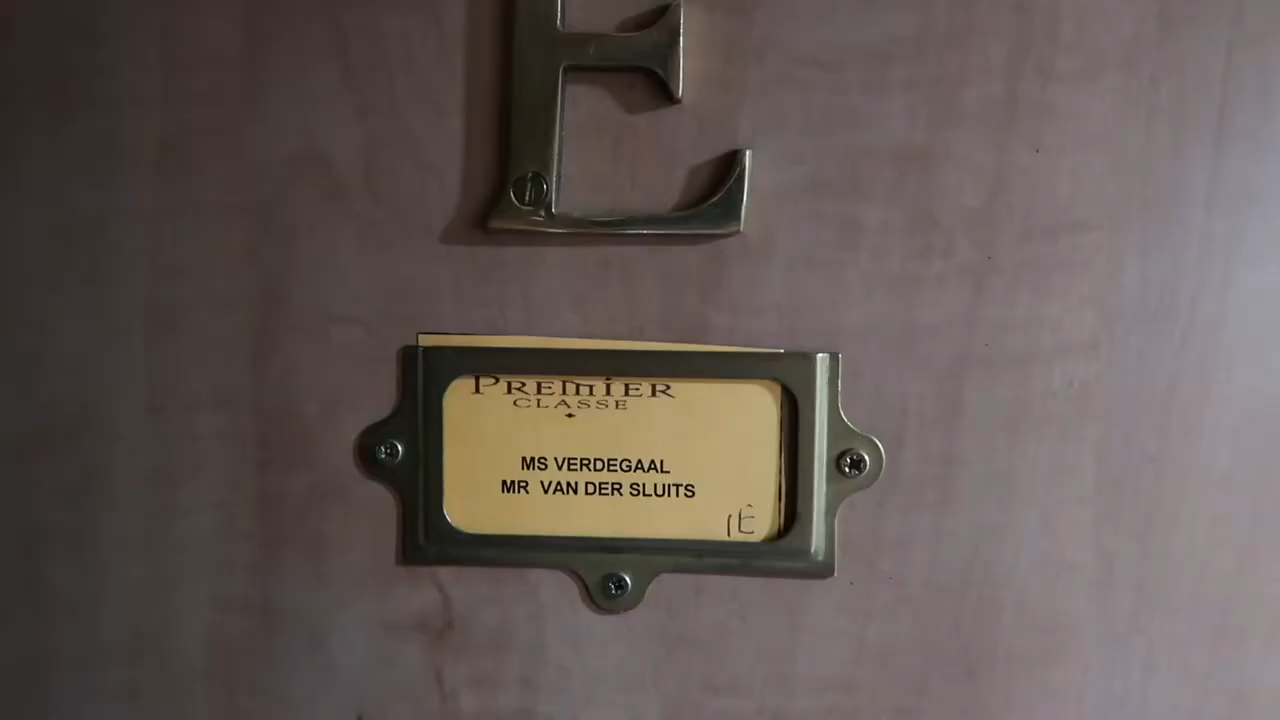 E
PREMIER
CLASSE
MS VERDEGAAL
MR VAN DER SLUITS
1E